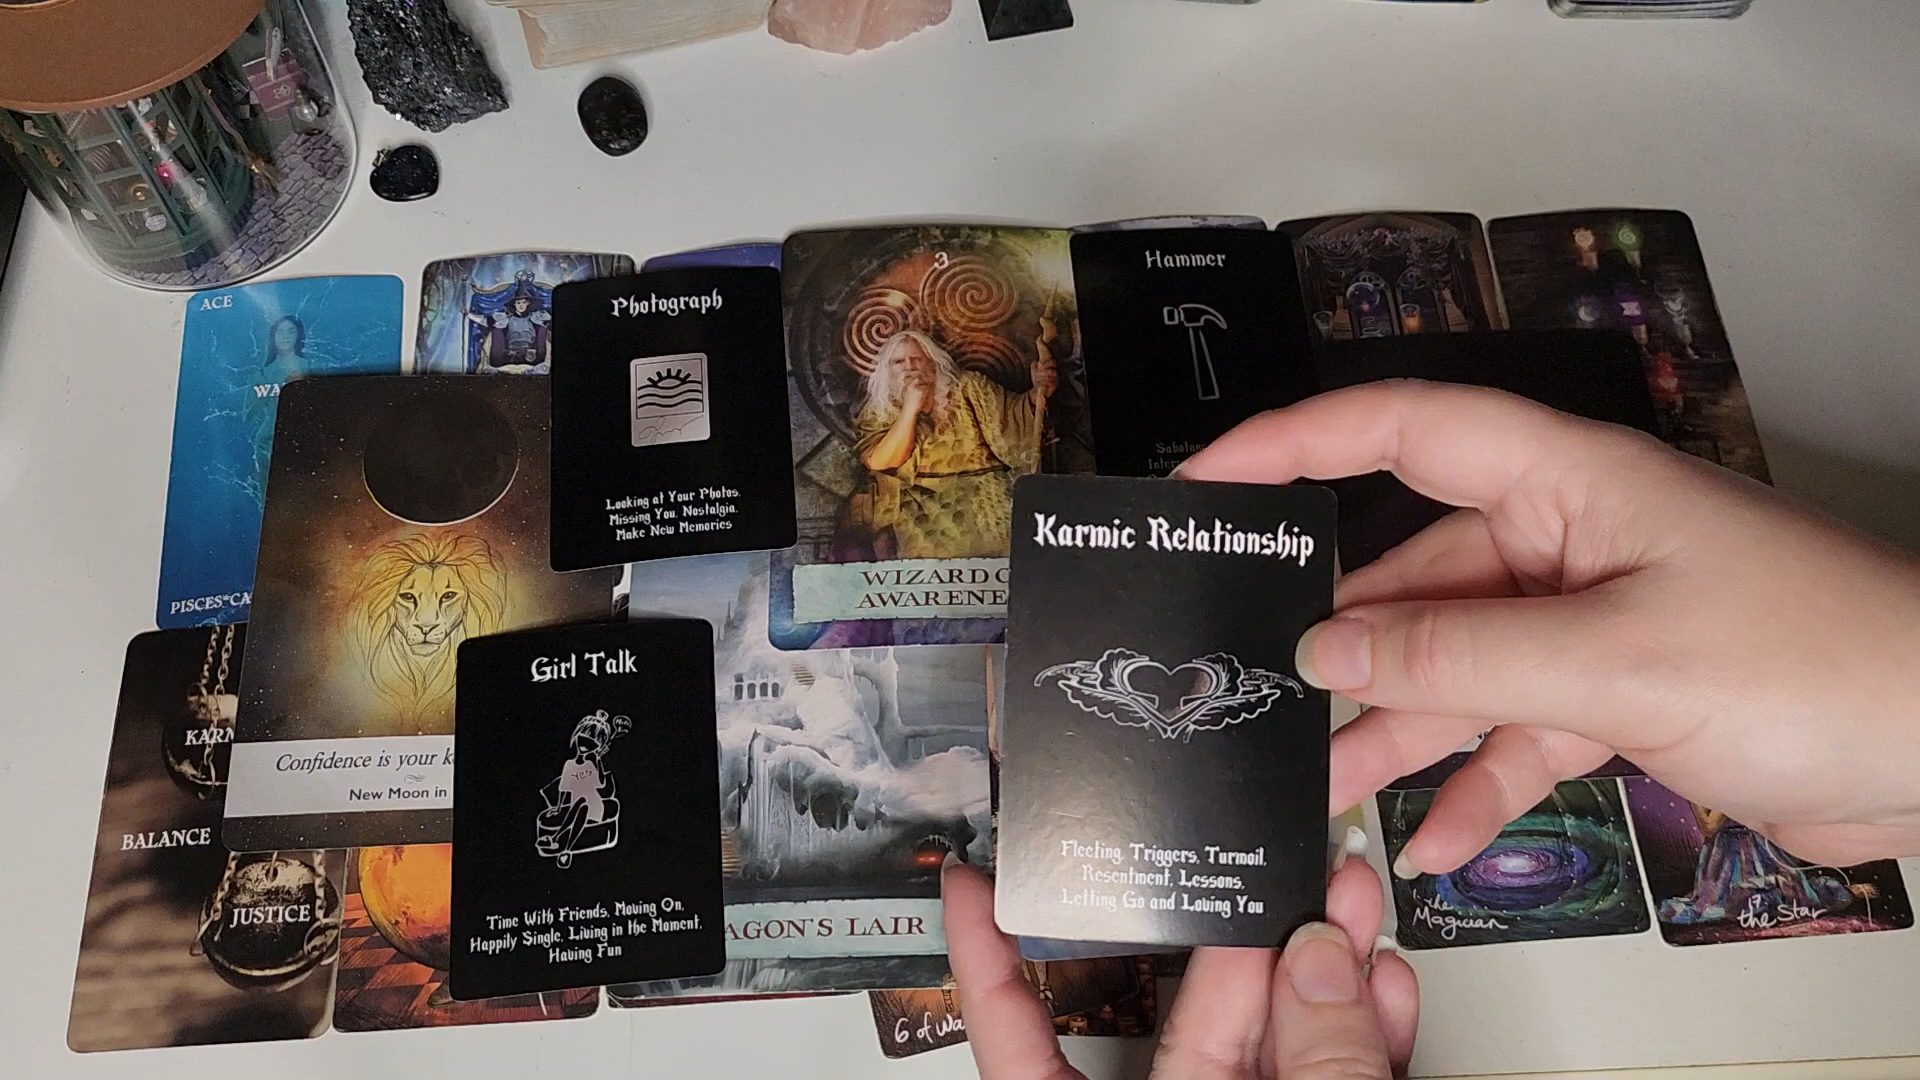 ACE
PISCES*CA
KARM
BALANCE
JUSTICE
Confidence is your k
New Moon in
Photograph
Looking at Your Photos,
Missing You, Nostalgia,
Make New Memories
Girl Talk
Yes
Time With Friends, Moving On,
Happily Single, Living in the Moment,
Having Fun
3
WIZARD O
AWARENE
AGON'S LAIR
6 of Wa
Hammer
Karmic Relationship
Fleeting, Triggers, Turmoil,
Resentment, Lessons,
Letting Go and Loving You
the
Magician
17
the Star